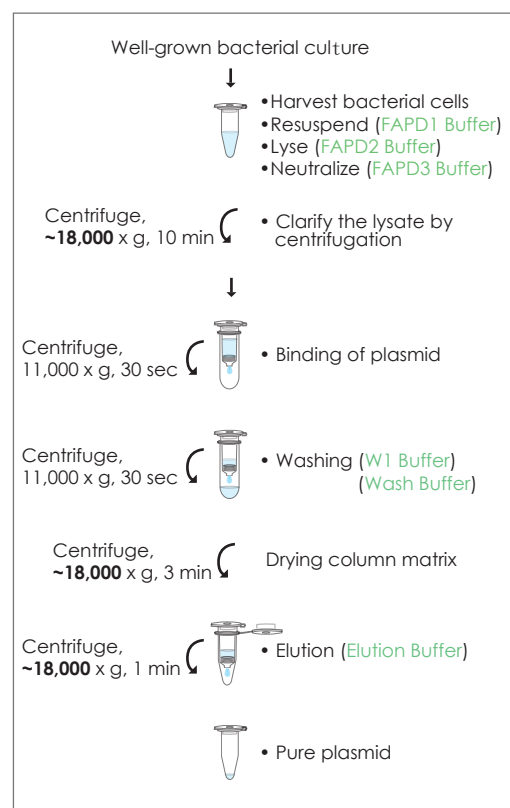 Well-grown bacterial culture
•Harvest bacterial cells
•Resuspend (FAPD1 Buffer)
•Lyse (FAPD2 Buffer)
•Neutralize (FAPD3 Buffer)
Centrifuge,
~18,000 x g, 10 min
• Clarify the lysate by
centrifugation
Centrifuge,
11,000 x g, 30 sec
• Binding of plasmid
Centrifuge,
11,000 x g, 30 sec
• Washing (W1 Buffer)
(Wash Buffer)
Centrifuge,
~18,000 x g, 3 min
Drying column matrix
Centrifuge,
~18,000 x g, 1 min
• Elution (Elution Buffer)
• Pure plasmid